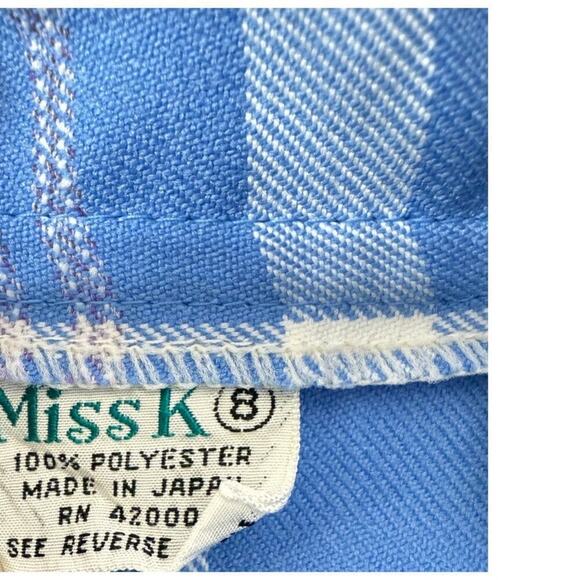 Miss K 8
100% POLYESTER
MADE IN JAPAN
RN 42000
SEE REVERSE